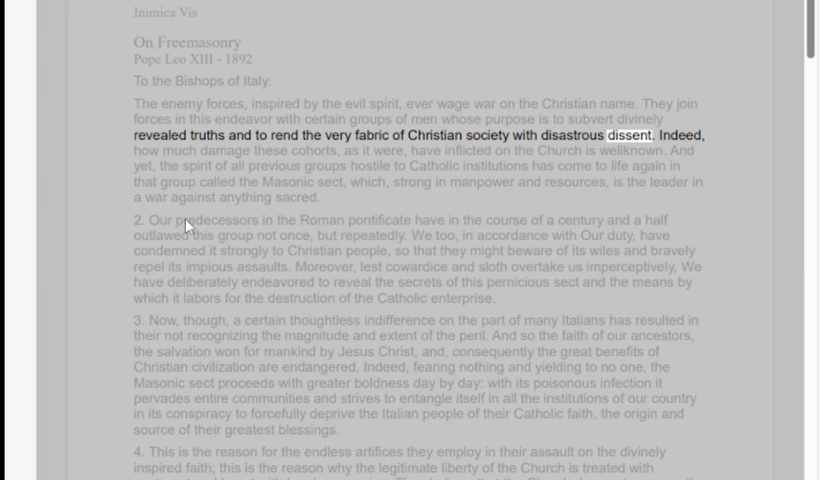 Inimica Vis
On Freemasonry
Pope Leo XIII - 1892
To the Bishops of Italy.
The enemy forces, inspired by the evil spirit, ever wage war on the Christian name. They join
forces in this endeavor with certain groups of men whose purpose is to subvert divinely
revealed truths and to rend the very fabric of Christian society with disastrous dissent. Indeed,
how much damage these cohorts, as it were, have inflicted on the Church is wellknown. And
yet, the spirit of all previous groups hostile to Catholic institutions has come to life again in
that group called the Masonic sect, which, strong in manpower and resources, is the leader in
a war against anything sacred.
2. Our predecessors in the Roman pontificate have in the course of a century and a half
outlawed this group not once, but repeatedly. We too, in accordance with Our duty, have
condemned it strongly to Christian people, so that they might beware of its wiles and bravely
repel its impious assaults. Moreover, lest cowardice and sloth overtake us imperceptively, We
have deliberately endeavored to reveal the secrets of this pernicious sect and the means by
which it labors for the destruction of the Catholic enterprise.
3. Now, though, a certain thoughtless indifference on the part of many Italians has resulted in
their not recognizing the magnitude and extent of the peril. And so the faith of our ancestors,
the salvation won for mankind by Jesus Christ, and, consequently the great benefits of
Christian civilization are endangered. Indeed, fearing nothing and yielding to no one, the
Masonic sect proceeds with greater boldness day by day: with its poisonous infection it
pervades entire communities and strives to entangle itself in all the institutions of our country
in its conspiracy to forcefully deprive the Italian people of their Catholic faith, the origin and
source of their greatest blessings.
4. This is the reason for the endless artifices they employ in their assault on the divinely
inspired faith; this is the reason why the legitimate liberty of the Church is treated with